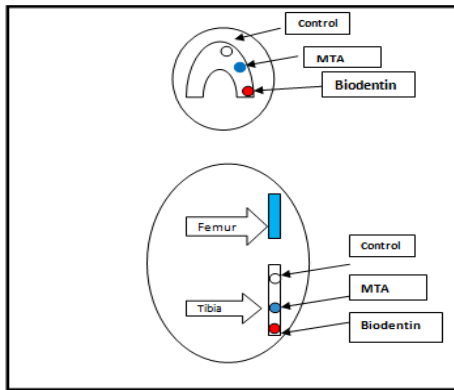 Control
MTA
Biodentin
Femur
Control
Tibia
MTA
Biodentin